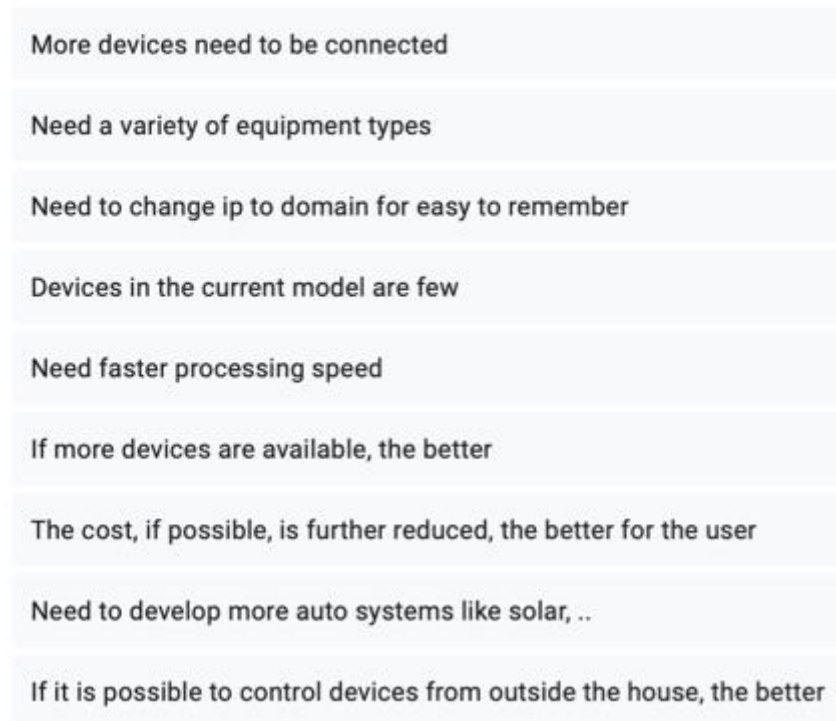 More devices need to be connected
Need a variety of equipment types
Need to change ip to domain for easy to remember
Devices in the current model are few
Need faster processing speed
If more devices are available, the better
The cost, if possible, is further reduced, the better for the user
Need to develop more auto systems like solar, ..
If it is possible to control devices from outside the house, the better